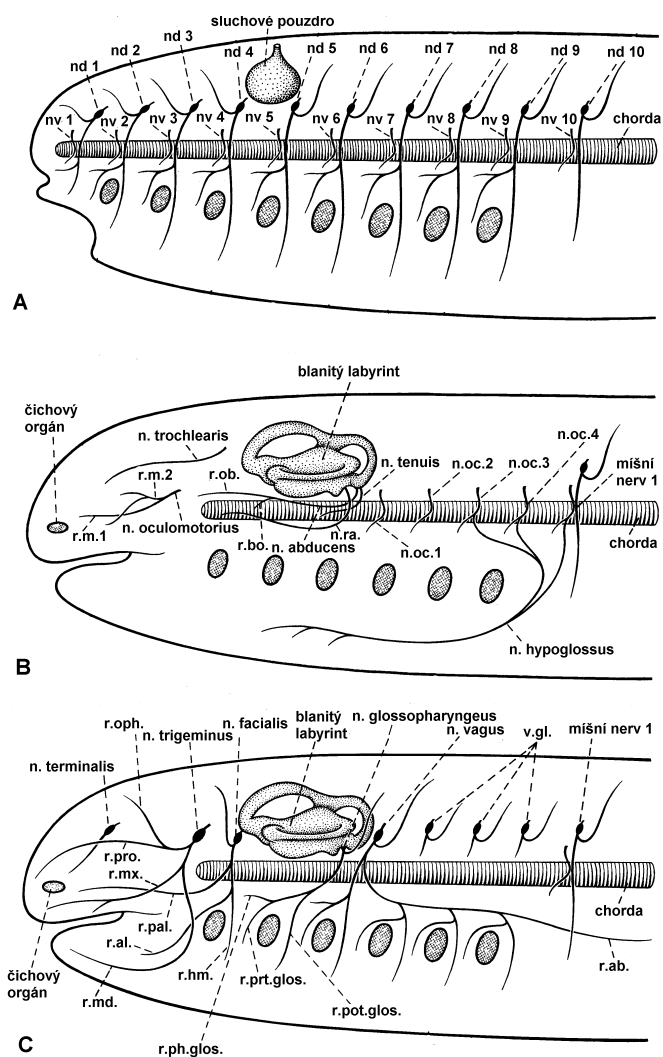 sluchové pouzdro
nd 1
nd 2
nd 3
nd 4
nd 5
nd 6
nd 7
nd 8
nd 9
nd 10
nv 1
nv 2
nv 3
nv 4
nv 5
nv 6
nv 7
nv 8
nv 9
nv 10
chorda
A
blanitý labyrint
čichový
orgán
n. trochlearis
r.m.2
r.ob.
n. tenuis
n.oc.2
n.oc.3
n.oc.4
míšní
nerv 1
r.m.1
n. oculomotorius
r.bo.
n. abducens
n.ra.
n.oc.1
chorda
n. hypoglossus
B
r.oph.
n. trigeminus
n. facialis
blanitý
labyrint
n. glossopharyngeus
n. vagus
v.gl.
míšní nerv 1
n. terminalis
r.pro.
r.mx.
r.pal.
r.al.
chorda
čichový
orgán
r.md.
r.hm.
r.prt.glos.
r.pot.glos.
r.ab.
r.ph.glos.
C